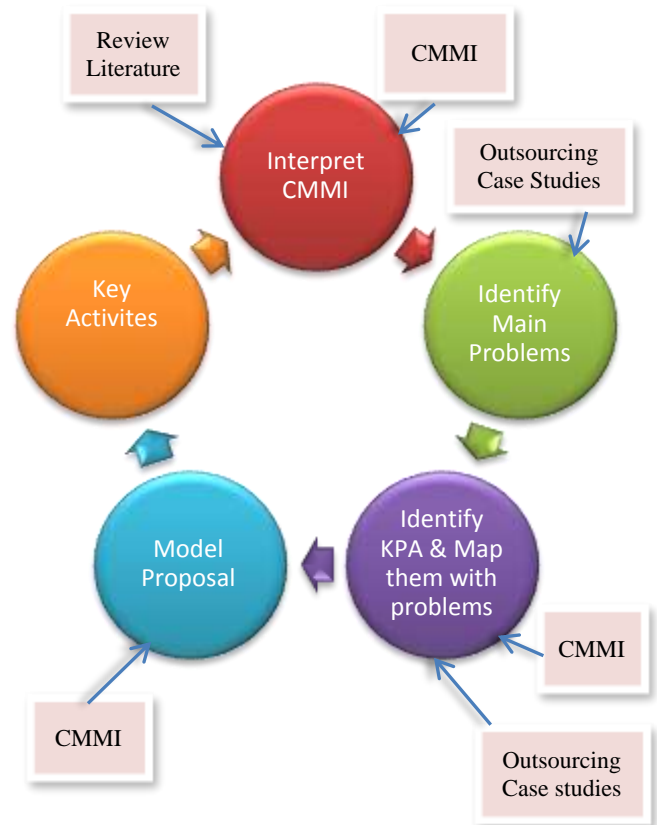 Review
Literature
CMMI
Interpret
CMMI
Outsourcing
Case Studies
Key
Activites
Identify
Main
Problems
Model
Proposal
Identify
KPA & Map
them with
problems
CMMI
CMMI
Outsourcing
Case studies